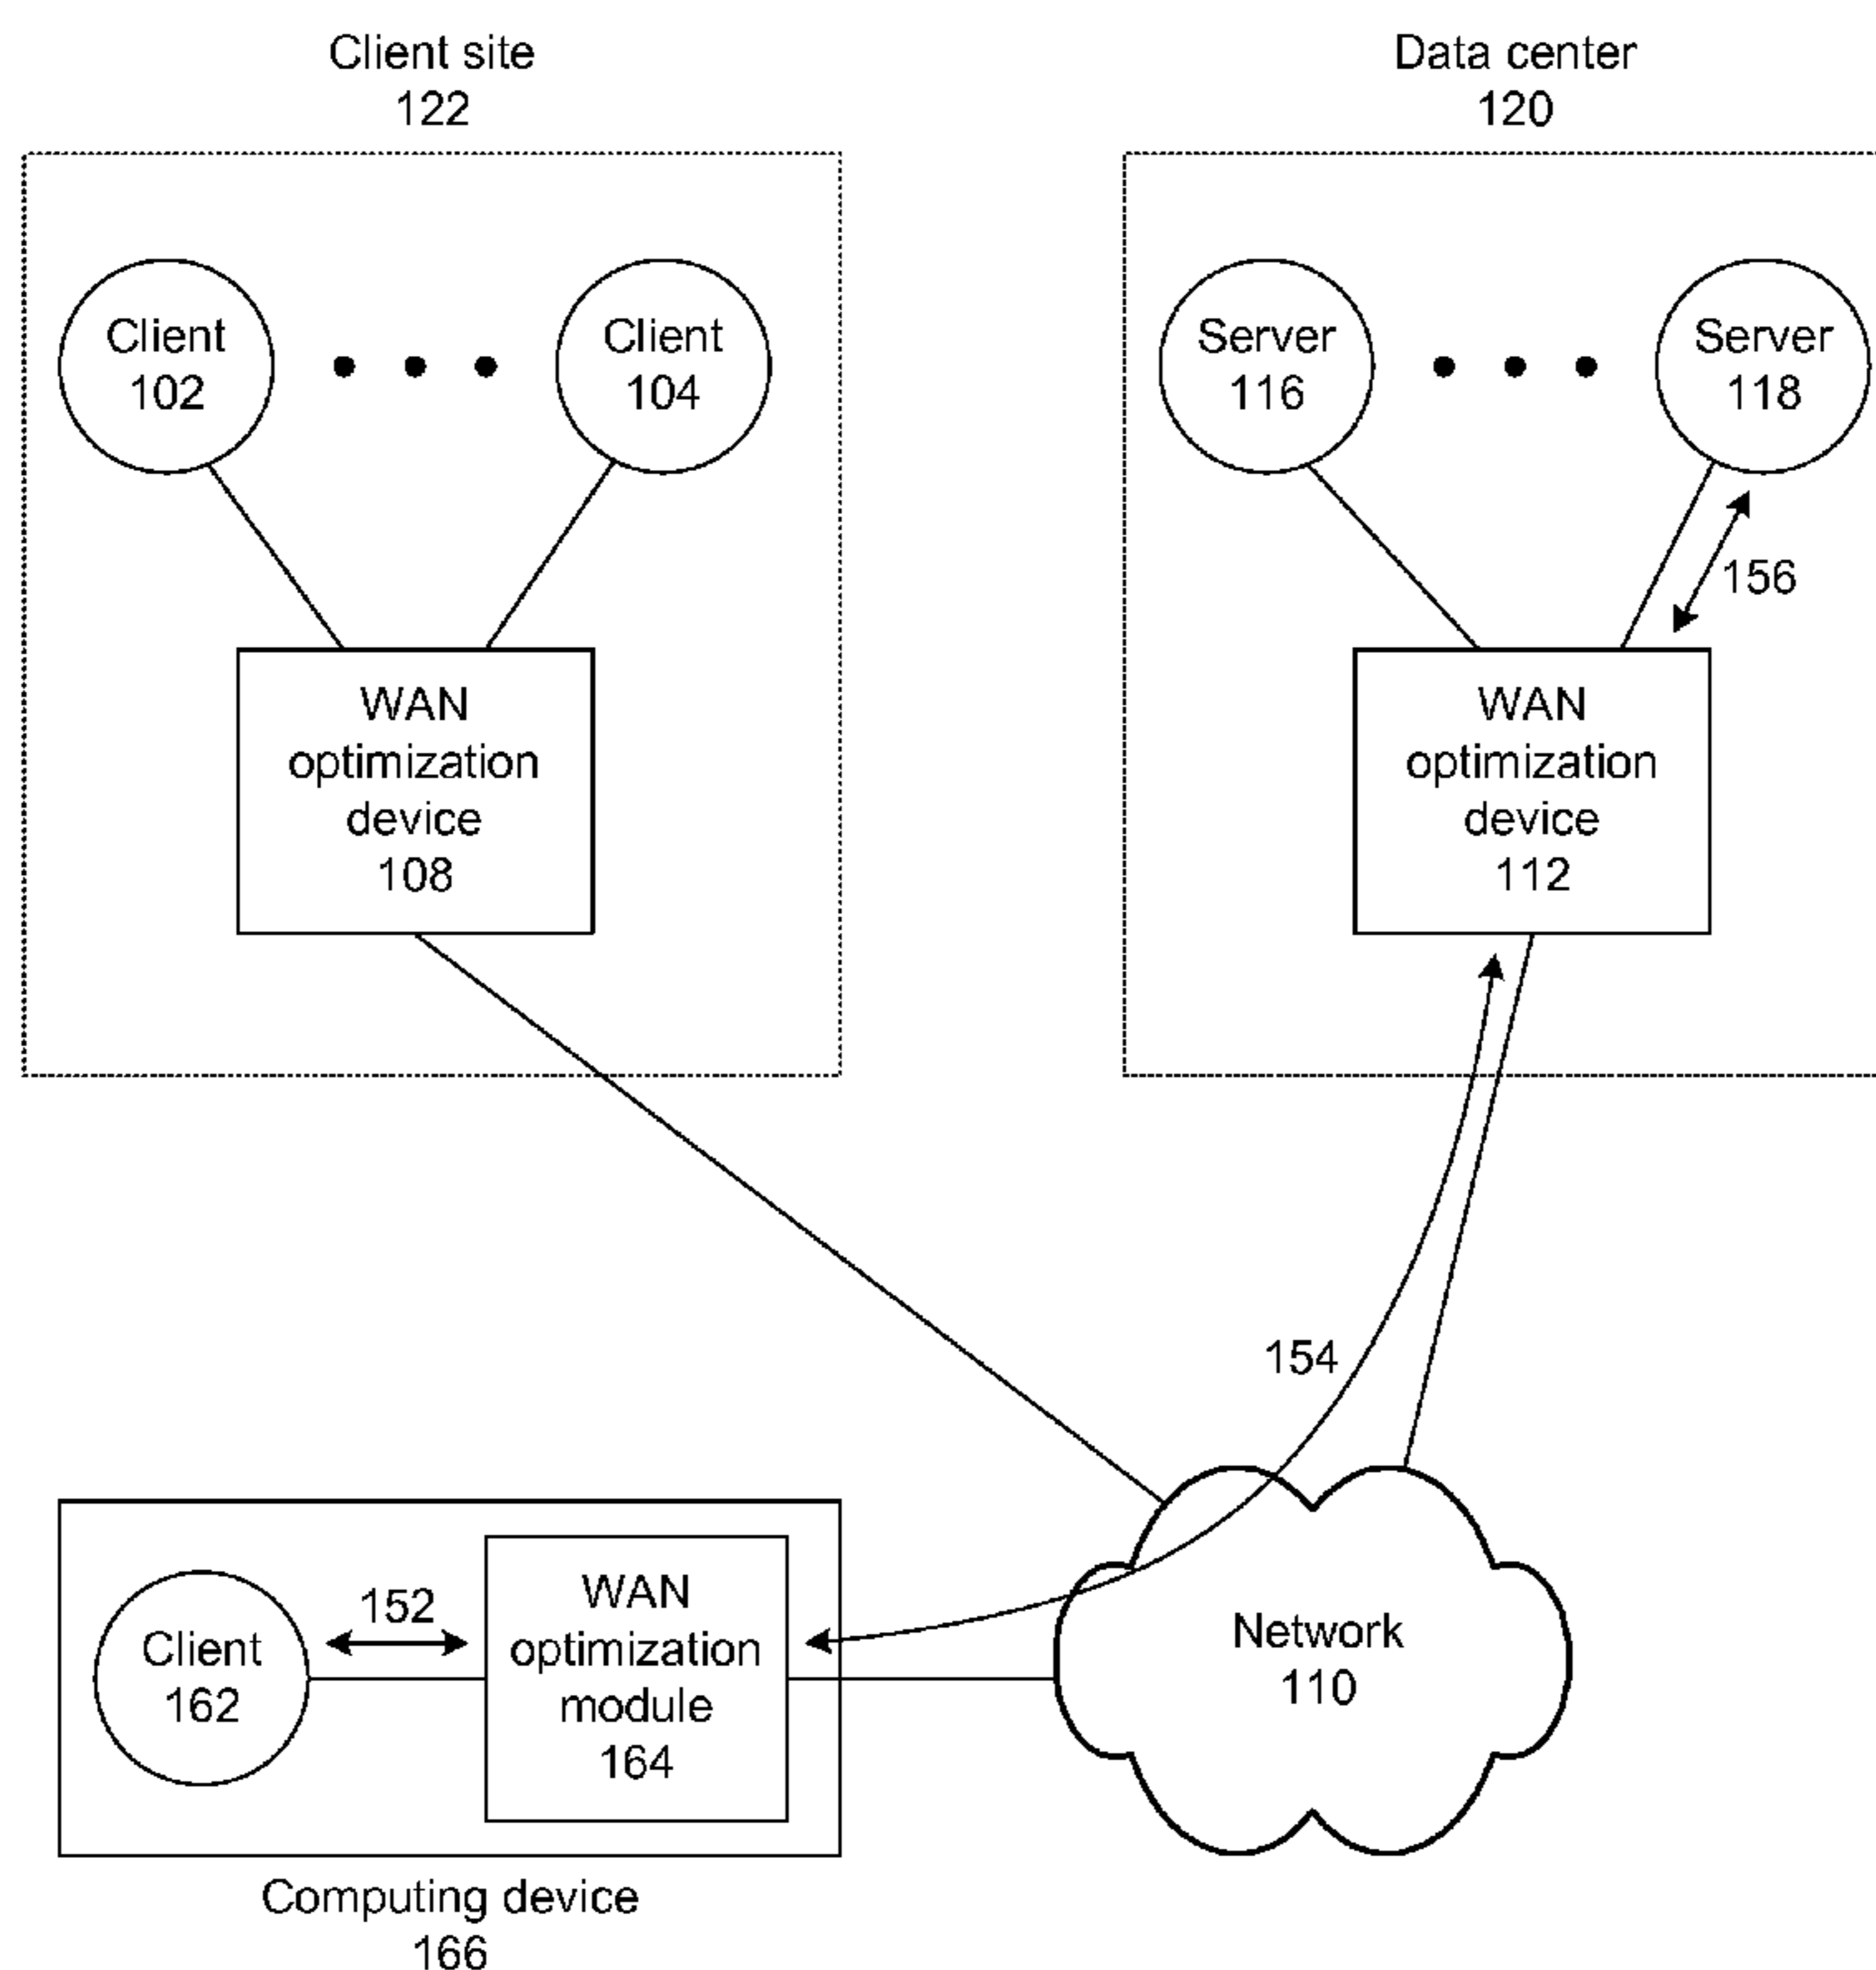 Client site
122
Data center
120
Client
102
Client
104
Server
116
Server
118
156
WAN
optimization
device
108
WAN
optimization
device
112
154
Client
162
152
WAN
optimization
module
164
Network
110
Computing device
166